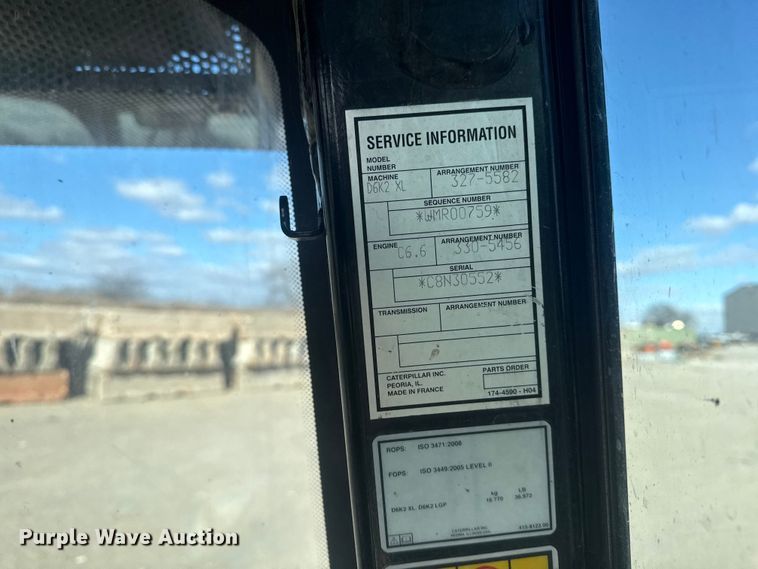 SERVICE INFORMATION
MODEL
NUMBER
MACHINE ARRANGEMENT NUMBER
D6K2 XL 327-5582
SEQUENCE NUMBER
*WMR00759*
ENGINE ARRANGEMENT NUMBER
C6.6 330-5456
SERIAL
*C8N30552*
TRANSMISSION ARRANGEMENT NUMBER
CATERPILLAR INC. PARTS ORDER
PEORIA, IL.
MADE IN FRANCE 174-4590 - H04
ROPS: ISO 3471:2008
FOPS: ISO 3449:2005 LEVEL II
kg LB
D6K2 XL, D6K2 LGP 16.770 36.973
CATERPILLAR INC.
Purple Wave Auction